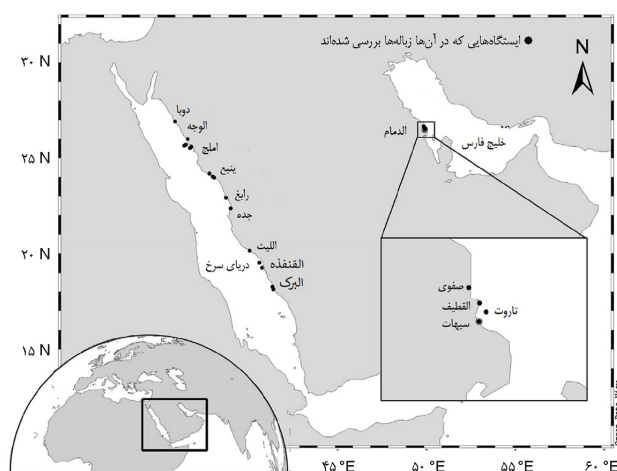 ایستگاه‌هایی که در آن‌ها زباله‌ها بررسی شده‌اند
N
۳۰ N
۲۵ N
۲۰ N
۱۵ N
دوبا
الوجه
املج
ینبع
رابغ
جده
اللیث
القنفذه
البرک
دریای سرخ
الدمام
خلیج فارس
صفوی
القطیف
تاروت
سیهات
۴۵ °E
۵۰ °E
۵۵ °E
۶۰ °E